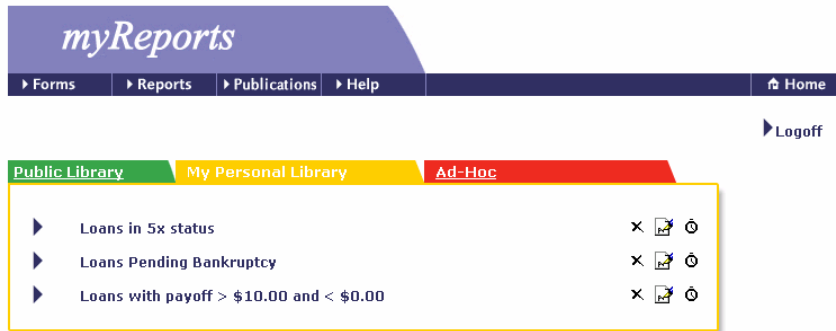 myReports
Forms Reports Publications Help Home
Logoff
Public Library My Personal Library Ad-Hoc
Loans in 5x status
Loans Pending Bankruptcy
Loans with payoff > $10.00 and < $0.00